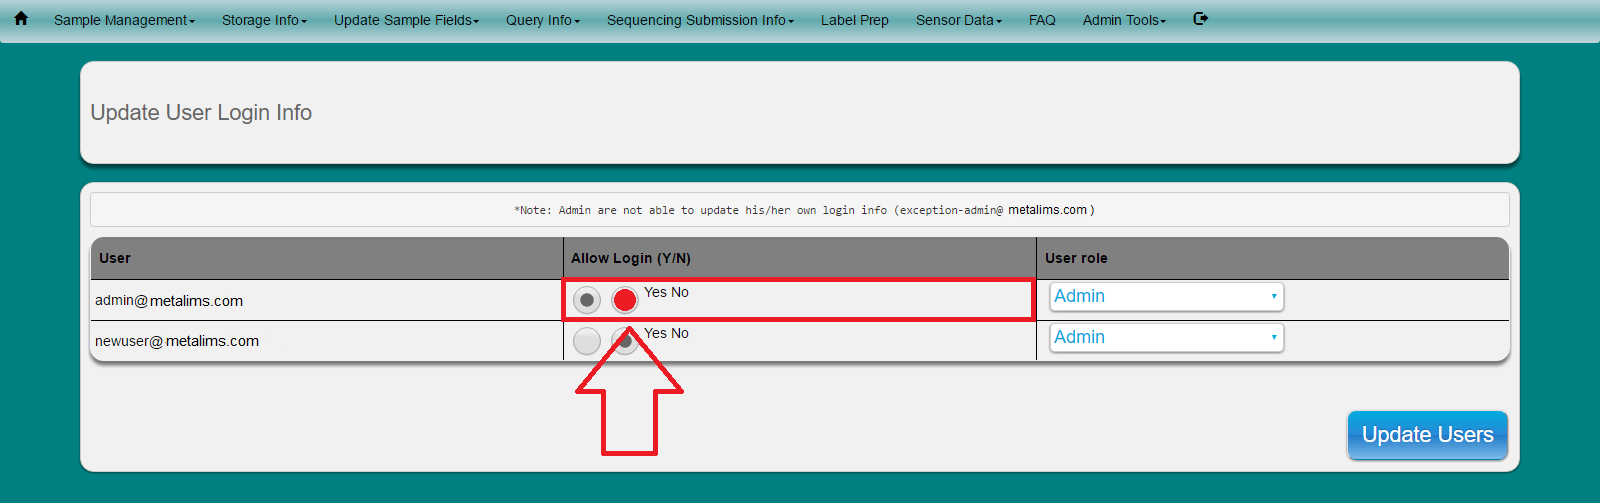 Sample Management Storage Info Update Sample Fields Query Info Sequencing Submission Info Label Prep Sensor Data FAQ Admin Tools
Update User Login Info
*Note: Admin are not able to update his/her own login info (exception-admin@ metalims.com )
User Allow Login (Y/N) User role
admin@metalims.com Yes No Admin
newuser@metalims.com Yes No Admin
Update Users